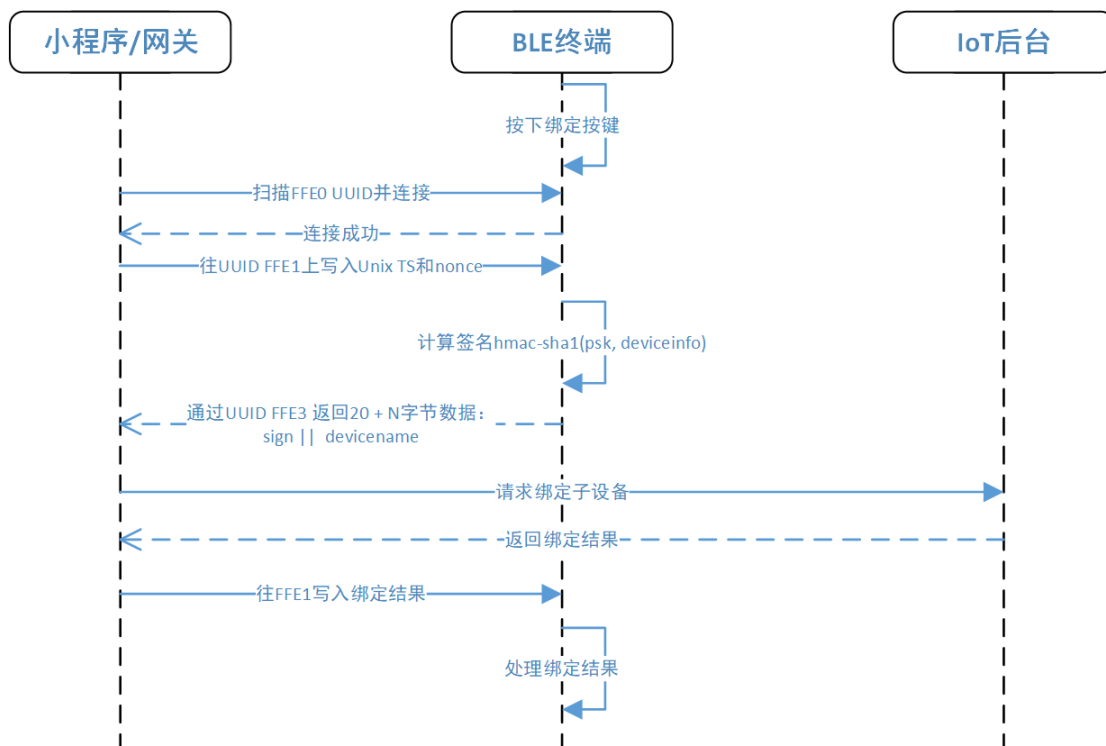 小程序/网关
BLE终端
IoT后台
按下绑定按键
扫描FFE0 UUID并连接
连接成功
往UUID FFE1上写入Unix TS和nonce
计算签名hmac-sha1(psk, deviceinfo)
通过UUID FFE3 返回20 + N字节数据：
sign || devicename
请求绑定子设备
返回绑定结果
往FFE1写入绑定结果
处理绑定结果